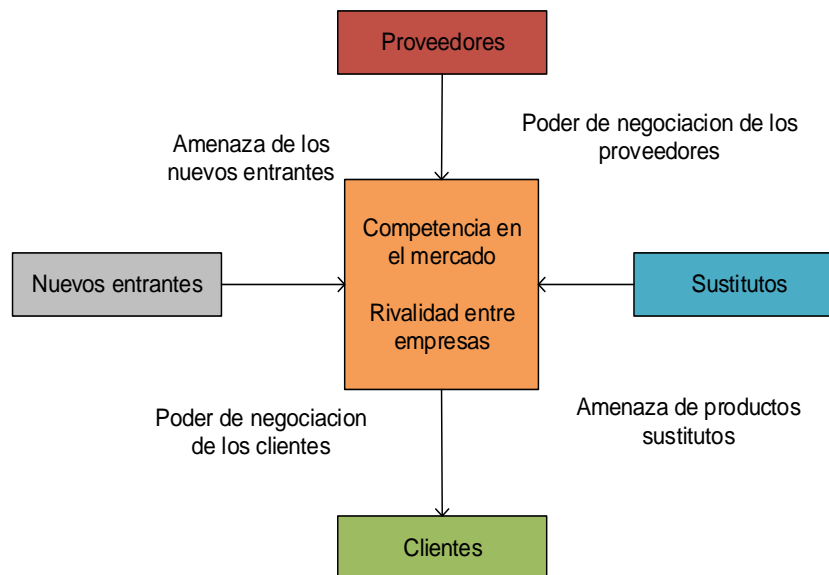 Proveedores
Amenaza de los
nuevos entrantes
Poder de negociacion de los
proveedores
Competencia en
el mercado
Rivalidad entre
empresas
Nuevos entrantes
Sustitutos
Poder de negociacion
de los clientes
Amenaza de productos
sustitutos
Clientes